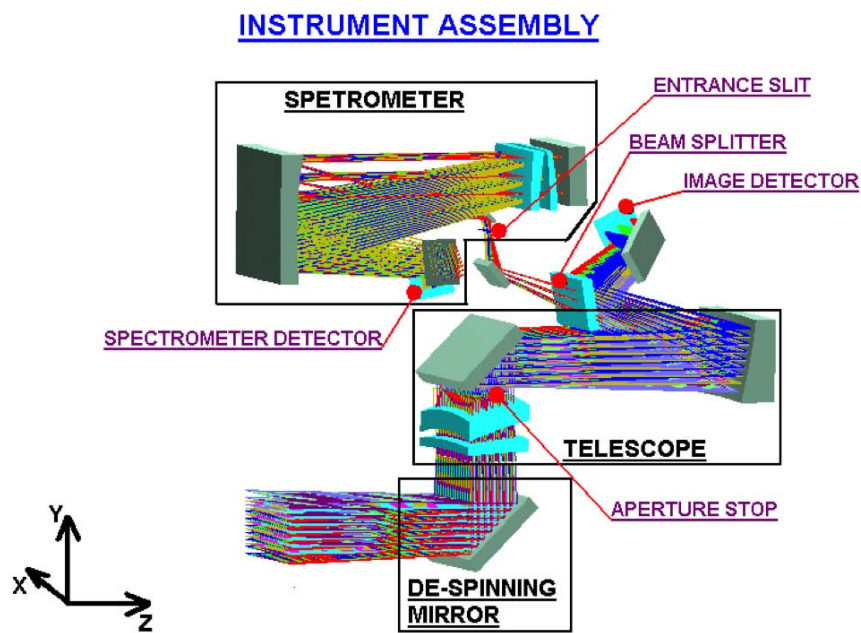 INSTRUMENT ASSEMBLY
ENTRANCE SLIT
SPETROMETER
BEAM SPLITTER
IMAGE DETECTOR
SPECTROMETER DETECTOR
TELESCOPE
APERTURE STOP
Y
X
Z
DE-SPINNING
MIRROR